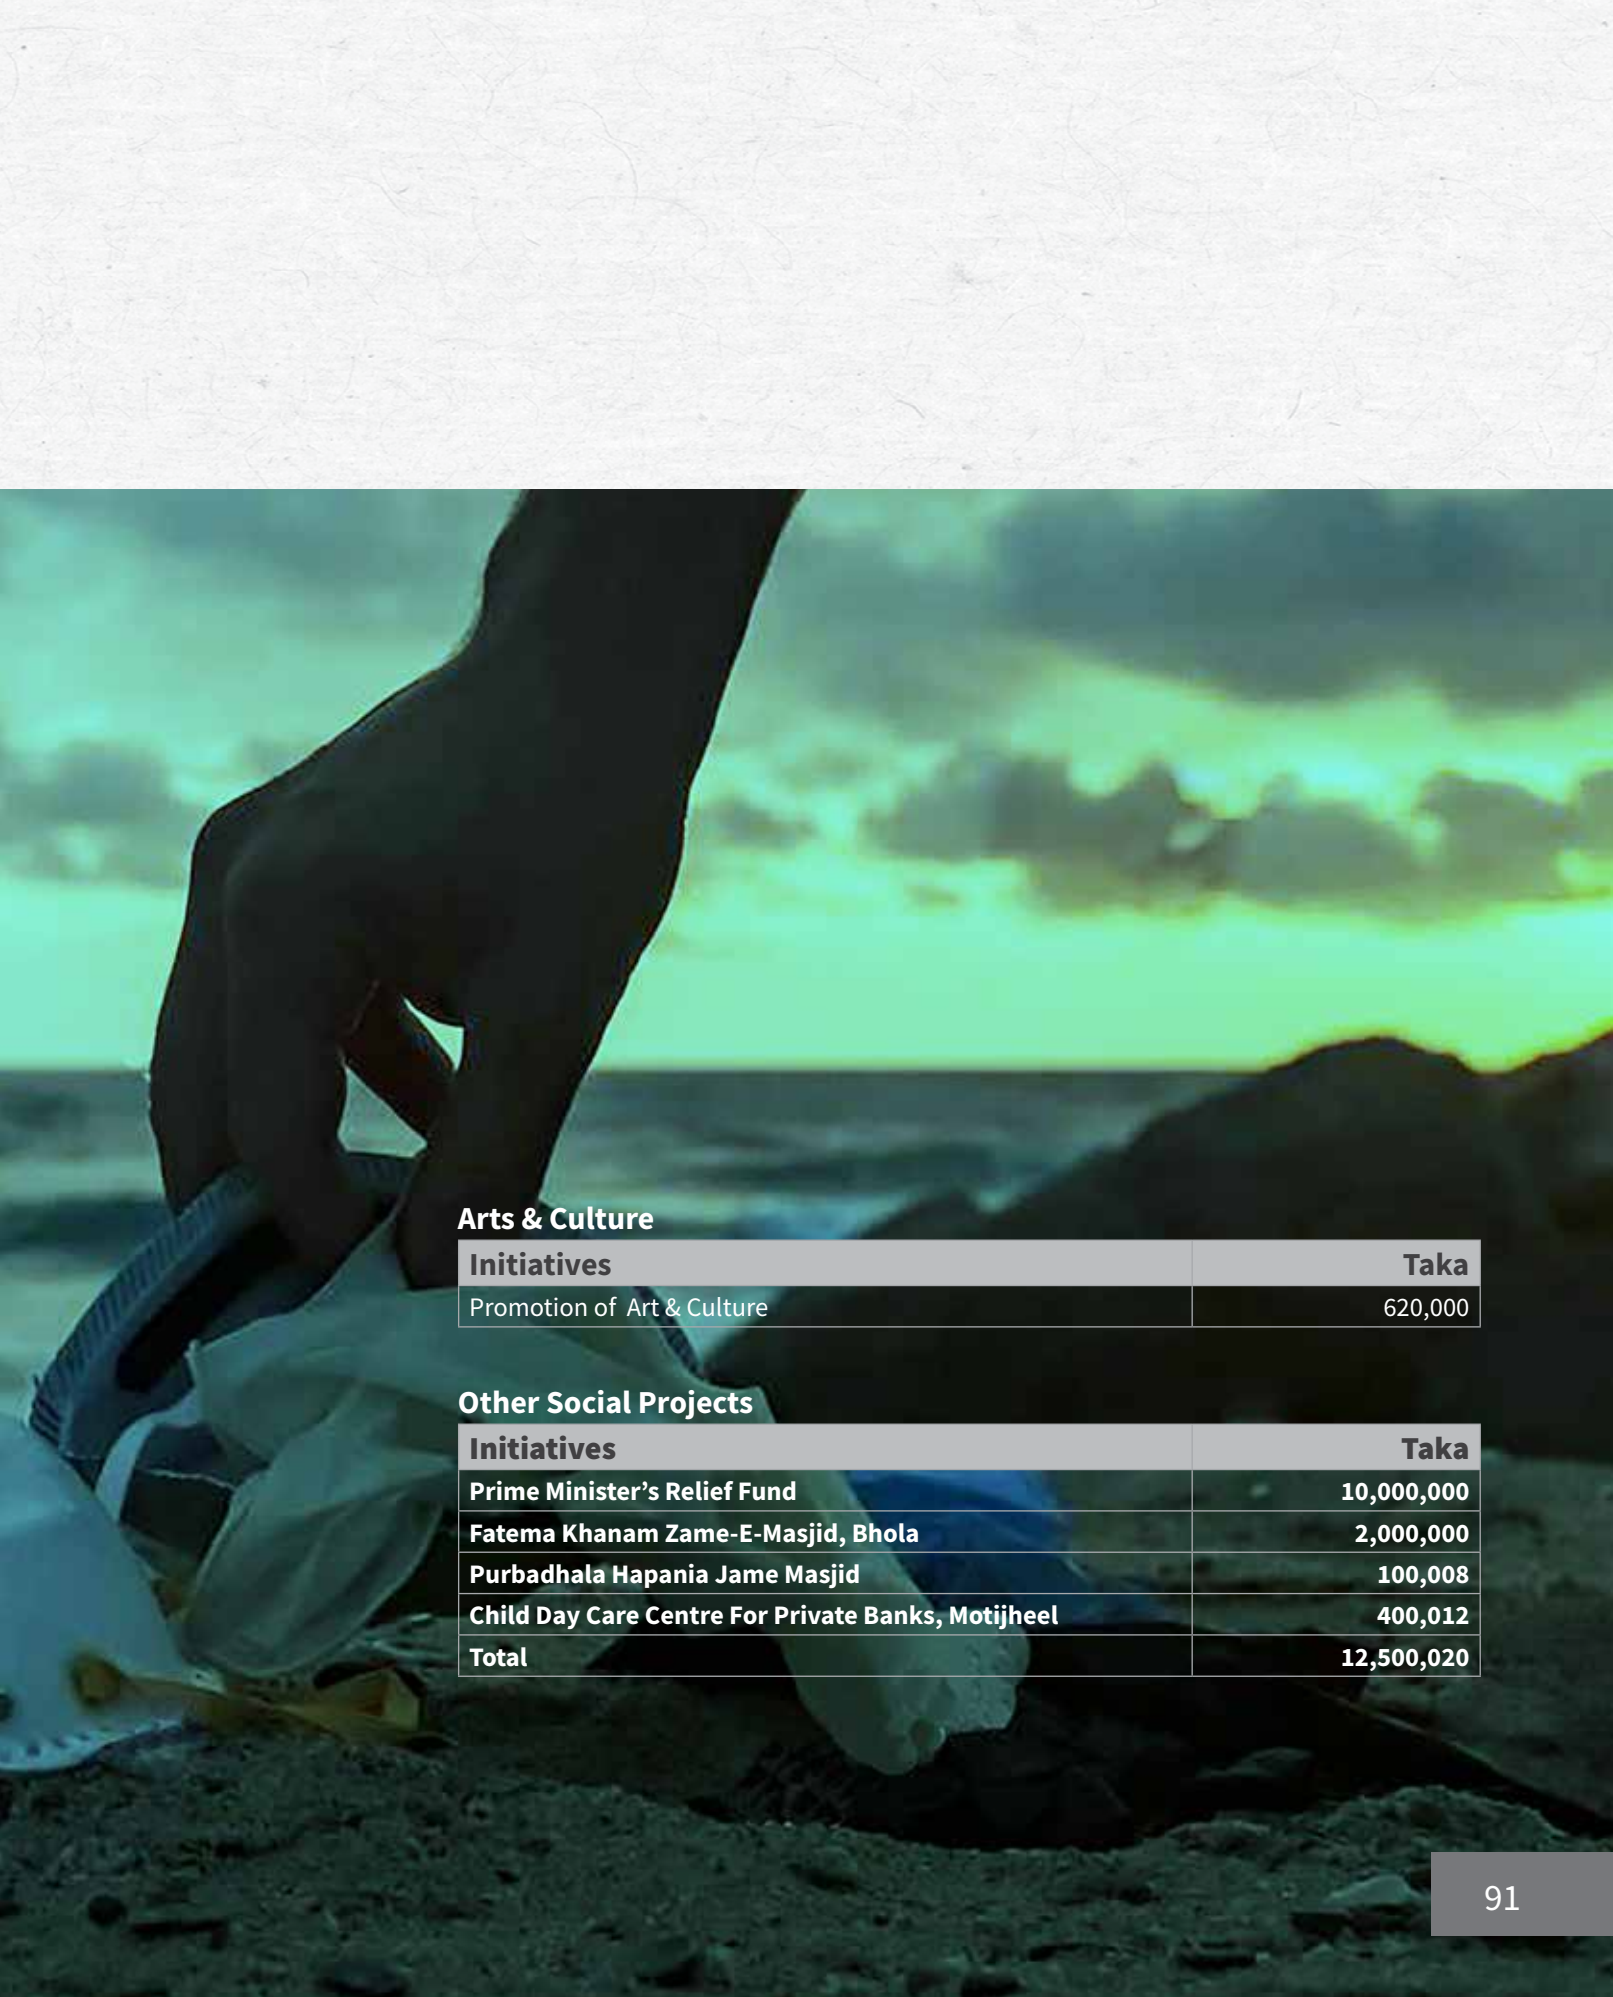 Arts & Culture
Initiatives Taka
Promotion of Art & Culture 620,000
Other Social Projects
Initiatives Taka
Prime Minister’s Relief Fund 10,000,000
Fatema Khanam Zame-E-Masjid, Bhola 2,000,000
Purbadhala Hapania Jame Masjid 100,008
Child Day Care Centre For Private Banks, Motijheel 400,012
Total 12,500,020
91